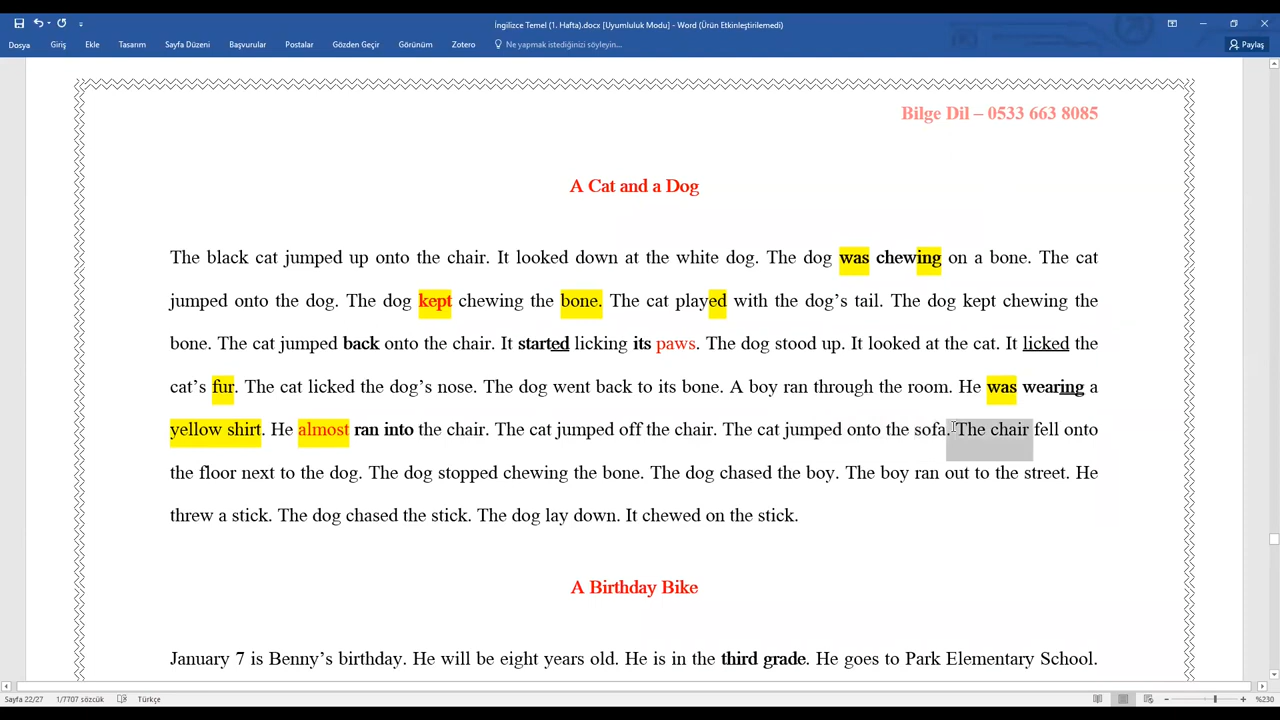 İngilizce Temel (1. Hafta).docx [Uyumluluk Modu] - Word (Ürün Etkinleştirilemedi)
Dosya Giriş Ekle Tasarım Sayfa Düzeni Başvurular Postalar Gözden Geçir Görünüm Zotero Ne yapmak istediğinizi söyleyin... Paylaş
Bilge Dil – 0533 663 8085
A Cat and a Dog
The black cat jumped up onto the chair. It looked down at the white dog. The dog was chewing on a bone. The cat
jumped onto the dog. The dog kept chewing the bone. The cat played with the dog’s tail. The dog kept chewing the
bone. The cat jumped back onto the chair. It started licking its paws. The dog stood up. It looked at the cat. It licked the
cat’s fur. The cat licked the dog’s nose. The dog went back to its bone. A boy ran through the room. He was wearing a
yellow shirt. He almost ran into the chair. The cat jumped off the chair. The cat jumped onto the sofa. The chair fell onto
the floor next to the dog. The dog stopped chewing the bone. The dog chased the boy. The boy ran out to the street. He
threw a stick. The dog chased the stick. The dog lay down. It chewed on the stick.
A Birthday Bike
January 7 is Benny’s birthday. He will be eight years old. He is in the third grade. He goes to Park Elementary School.
Sayfa 22/27 1/7707 sözcük Türkçe %230